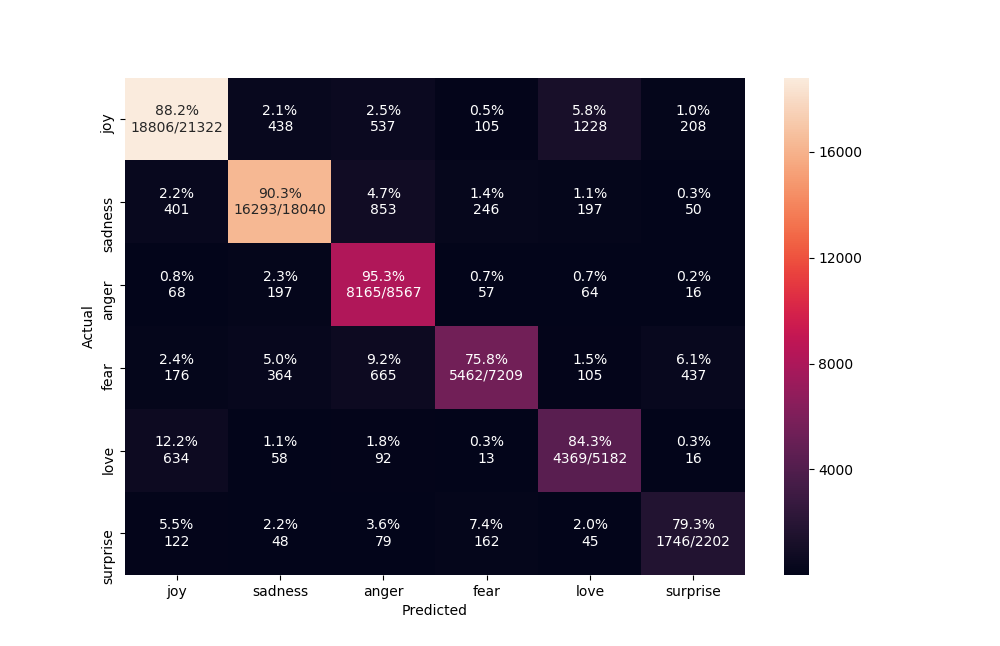 88.2% 2.1% 2.5% 0.5% 5.8% 1.0%
joy 18806/21322 438 537 105 1228 208
16000
2.2% 90.3% 4.7% 1.4% 1.1% 0.3%
sadness 401 16293/18040 853 246 197 50
12000
0.8% 2.3% 95.3% 0.7% 0.7% 0.2%
anger 68 197 8165/8567 57 64 16
Actual
8000
2.4% 5.0% 9.2% 75.8% 1.5% 6.1%
fear 176 364 665 5462/7209 105 437
12.2% 1.1% 1.8% 0.3% 84.3% 0.3%
love 634 58 92 13 4369/5182 16
4000
5.5% 2.2% 3.6% 7.4% 2.0% 79.3%
surprise 122 48 79 162 45 1746/2202
joy sadness anger fear love surprise
Predicted